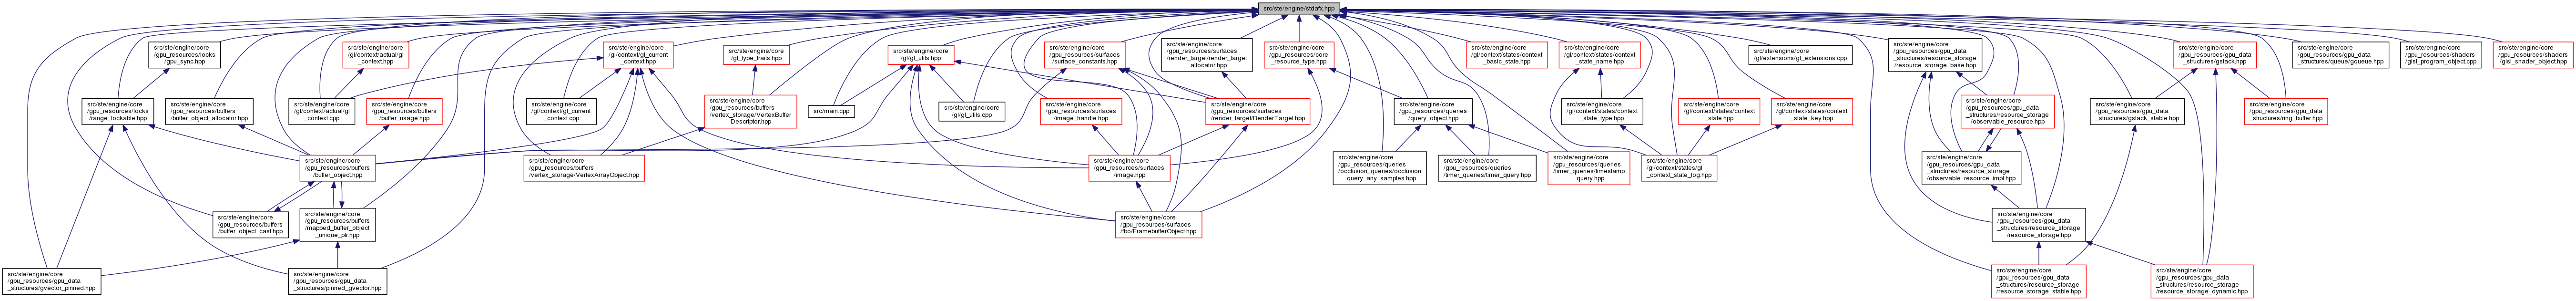 src/ste/engine/stdafx.hpp
src/ste/engine/core
/gpu_resources/locks
/gpu_sync.hpp
src/ste/engine/core
/gl/context/actual/gl
_context.hpp
src/ste/engine/core
/gl/context/gl_current
_context.hpp
src/ste/engine/core
/gl_type_traits.hpp
src/ste/engine/core
/gl/gl_utils.hpp
src/ste/engine/core
/gpu_resources/surfaces
/surface_constants.hpp
src/ste/engine/core
/gpu_resources/surfaces
/render_target/render_target
_allocator.hpp
src/ste/engine/core
/gpu_resources/core
_resource_type.hpp
src/ste/engine/core
/gl/context/states/context
_basic_state.hpp
src/ste/engine/core
/gl/context/states/context
_state_name.hpp
src/ste/engine/core
/gl/extensions/gl_extensions.cpp
src/ste/engine/core
/gpu_resources/gpu_data
_structures/resource_storage
/resource_storage_base.hpp
src/ste/engine/core
/gpu_resources/gpu_data
_structures/gstack.hpp
src/ste/engine/core
/gpu_resources/gpu_data
_structures/queue/gqueue.hpp
src/ste/engine/core
/gpu_resources/shaders
/glsl_program_object.cpp
src/ste/engine/core
/gpu_resources/shaders
/glsl_shader_object.hpp
src/ste/engine/core
/gpu_resources/locks
/range_lockable.hpp
src/ste/engine/core
/gpu_resources/buffers
/buffer_object_allocator.hpp
src/ste/engine/core
/gl/context/actual/gl
_context.cpp
src/ste/engine/core
/gpu_resources/buffers
/buffer_usage.hpp
src/ste/engine/core
/gl/context/gl_current
_context.cpp
src/ste/engine/core
/gpu_resources/buffers
/vertex_storage/VertexBuffer
Descriptor.hpp
src/main.cpp
src/ste/engine/core
/gl/gl_utils.cpp
src/ste/engine/core
/gpu_resources/surfaces
/image_handle.hpp
src/ste/engine/core
/gpu_resources/surfaces
/render_target/RenderTarget.hpp
src/ste/engine/core
/gpu_resources/queries
/query_object.hpp
src/ste/engine/core
/gl/context/states/context
_state_type.hpp
src/ste/engine/core
/gl/context/states/context
_state.hpp
src/ste/engine/core
/gl/context/states/context
_state_key.hpp
src/ste/engine/core
/gpu_resources/gpu_data
_structures/resource_storage
/observable_resource.hpp
src/ste/engine/core
/gpu_resources/gpu_data
_structures/gstack_stable.hpp
src/ste/engine/core
/gpu_resources/gpu_data
_structures/ring_buffer.hpp
src/ste/engine/core
/gpu_resources/buffers
/buffer_object.hpp
src/ste/engine/core
/gpu_resources/buffers
/vertex_storage/VertexArrayObject.hpp
src/ste/engine/core
/gpu_resources/surfaces
/image.hpp
src/ste/engine/core
/gpu_resources/queries
/occlusion_queries/occlusion
_query_any_samples.hpp
src/ste/engine/core
/gpu_resources/queries
/timer_queries/timer_query.hpp
src/ste/engine/core
/gpu_resources/queries
/timer_queries/timestamp
_query.hpp
src/ste/engine/core
/gl/context/states/gl
_context_state_log.hpp
src/ste/engine/core
/gpu_resources/gpu_data
_structures/resource_storage
/observable_resource_impl.hpp
src/ste/engine/core
/gpu_resources/buffers
/buffer_object_cast.hpp
src/ste/engine/core
/gpu_resources/buffers
/mapped_buffer_object
_unique_ptr.hpp
src/ste/engine/core
/gpu_resources/surfaces
/fbo/FramebufferObject.hpp
src/ste/engine/core
/gpu_resources/gpu_data
_structures/resource_storage
/resource_storage.hpp
src/ste/engine/core
/gpu_resources/gpu_data
_structures/gvector_pinned.hpp
src/ste/engine/core
/gpu_resources/gpu_data
_structures/pinned_gvector.hpp
src/ste/engine/core
/gpu_resources/gpu_data
_structures/resource_storage
/resource_storage_stable.hpp
src/ste/engine/core
/gpu_resources/gpu_data
_structures/resource_storage
/resource_storage_dynamic.hpp